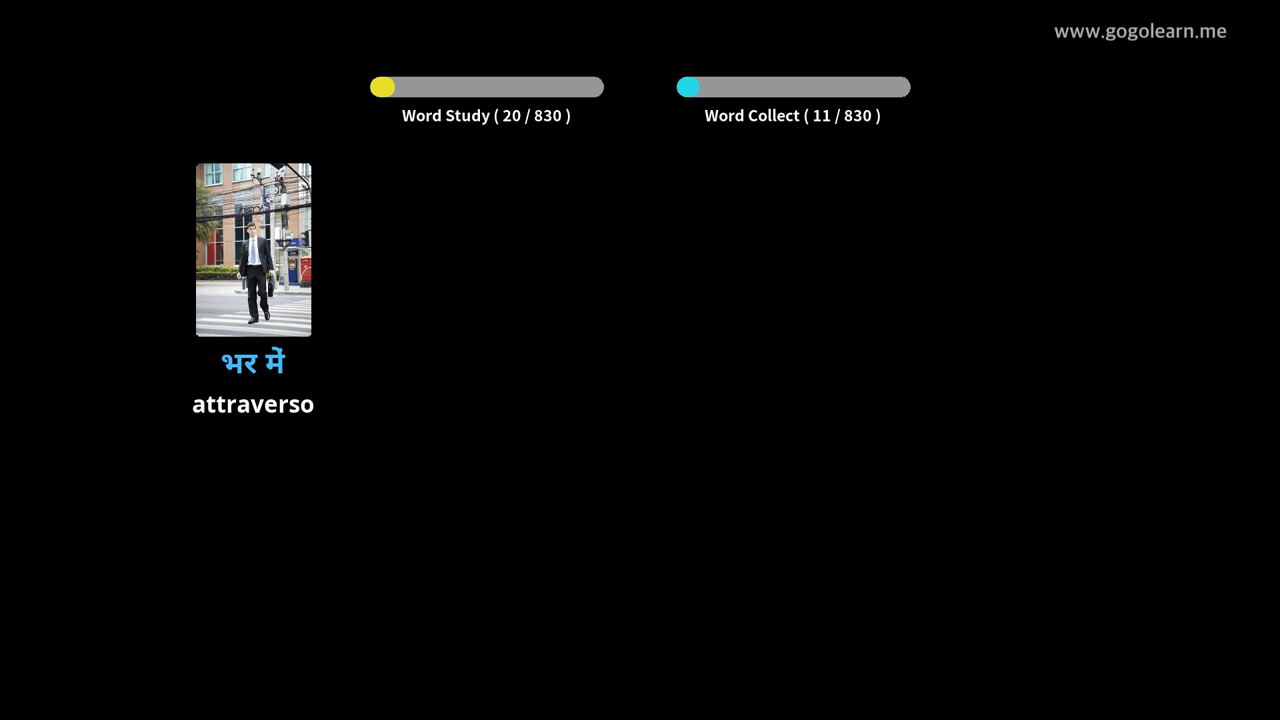 www.gogolearn.me
Word Study ( 20 / 830 )
Word Collect ( 11 / 830 )
भर में
attraverso